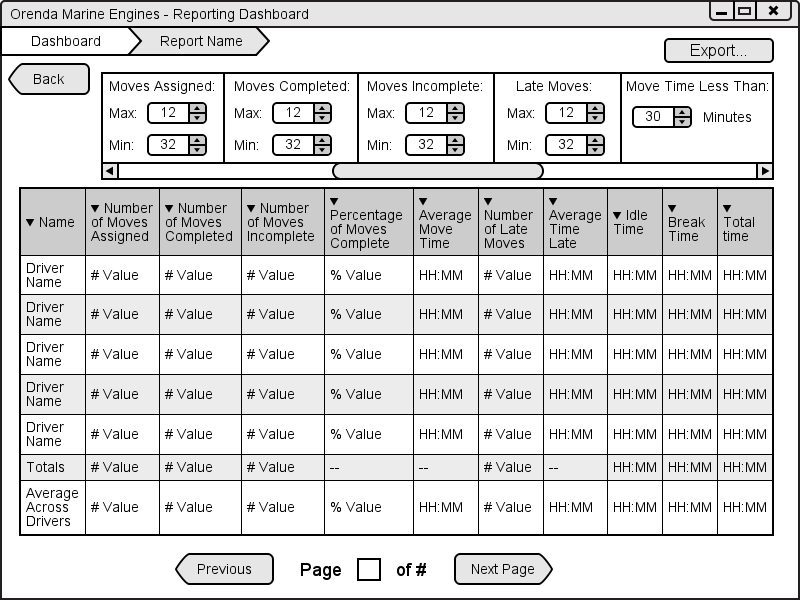 Orenda Marine Engines - Reporting Dashboard
Dashboard
Report Name
Export...
Back
Moves Assigned: Moves Completed: Moves Incomplete: Late Moves: Move Time Less Than:
Max: 12 Max: 12 Max: 12 Max: 12 30 Minutes
Min: 32 Min: 32 Min: 32 Min: 32
▼ Name
▼ Number
of Moves
Assigned
▼ Number
of Moves
Completed
▼ Number
of Moves
Incomplete
▼
Percentage
of Moves
Complete
▼
Average
Move
Time
▼
Number
of Late
Moves
▼
Average
Time
Late
▼ Idle
Time
▼
Break
Time
▼
Total
time
Driver
Name
# Value # Value # Value % Value HH:MM # Value HH:MM HH:MM HH:MM HH:MM
Driver
Name
# Value # Value # Value % Value HH:MM # Value HH:MM HH:MM HH:MM HH:MM
Driver
Name
# Value # Value # Value % Value HH:MM # Value HH:MM HH:MM HH:MM HH:MM
Driver
Name
# Value # Value # Value % Value HH:MM # Value HH:MM HH:MM HH:MM HH:MM
Driver
Name
# Value # Value # Value % Value HH:MM # Value HH:MM HH:MM HH:MM HH:MM
Totals # Value # Value # Value -- -- # Value -- HH:MM HH:MM HH:MM
Average
Across
Drivers
# Value # Value # Value % Value HH:MM # Value HH:MM HH:MM HH:MM HH:MM
Previous Page of # Next Page